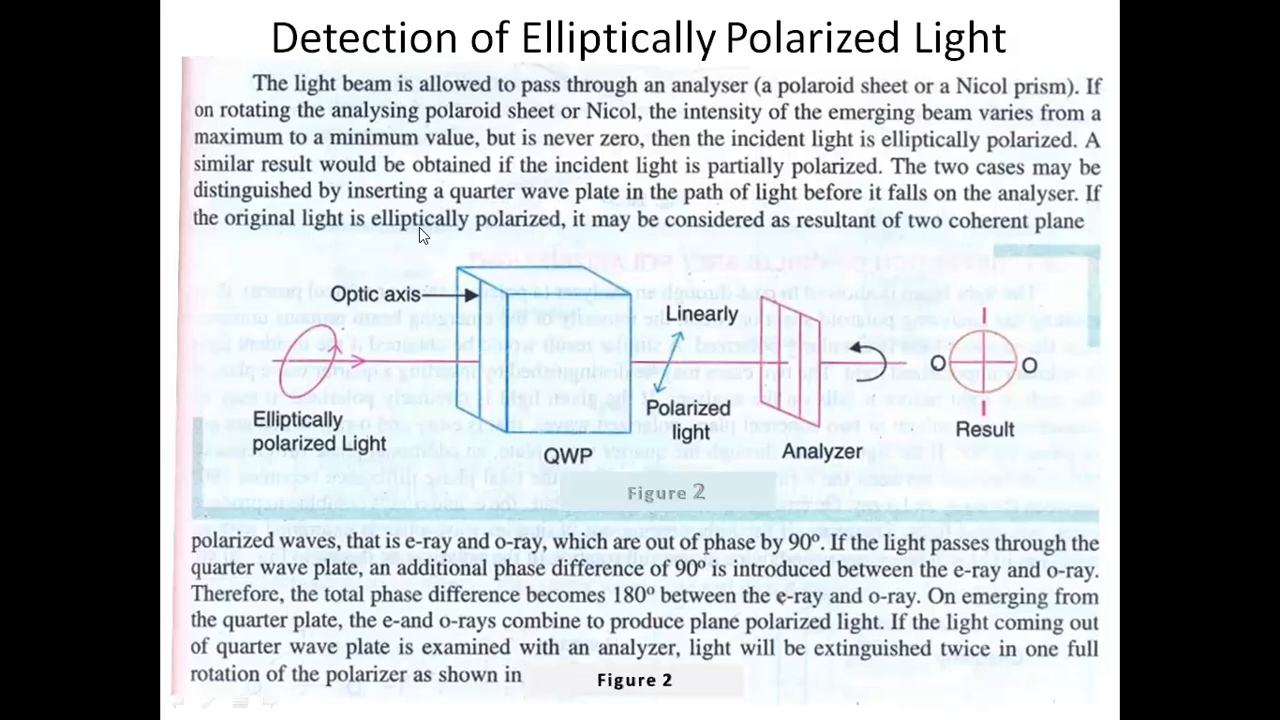 Detection of Elliptically Polarized Light
The light beam is allowed to pass through an analyser (a polaroid sheet or a Nicol prism). If
on rotating the analysing polaroid sheet or Nicol, the intensity of the emerging beam varies from a
maximum to a minimum value, but is never zero, then the incident light is elliptically polarized. A
similar result would be obtained if the incident light is partially polarized. The two cases may be
distinguished by inserting a quarter wave plate in the path of light before it falls on the analyser. If
the original light is elliptically polarized, it may be considered as resultant of two coherent plane
Optic axis
Linearly
O O
Elliptically
polarized Light
Polarized
light
QWP
Analyzer
Result
Figure 2
polarized waves, that is e-ray and o-ray, which are out of phase by 90º. If the light passes through the
quarter wave plate, an additional phase difference of 90º is introduced between the e-ray and o-ray.
Therefore, the total phase difference becomes 180º between the e-ray and o-ray. On emerging from
the quarter plate, the e-and o-rays combine to produce plane polarized light. If the light coming out
of quarter wave plate is examined with an analyzer, light will be extinguished twice in one full
rotation of the polarizer as shown in Figure 2